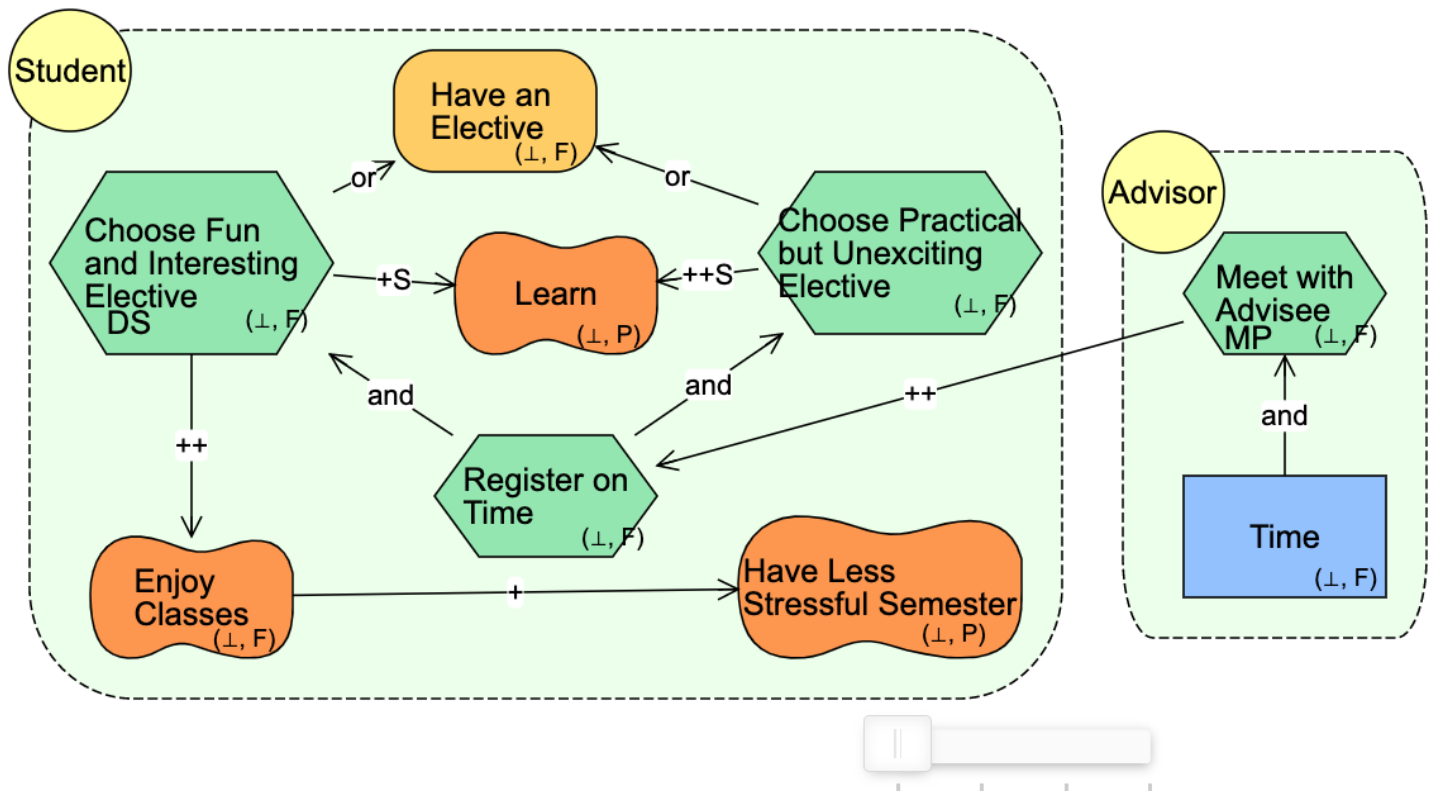 Student
Have an
Elective
(⊥, F)
or
or
Advisor
Choose Fun
and Interesting
Elective
DS
(⊥, F)
+S
Learn
(⊥, P)
++S
Choose Practical
but Unexciting
Elective
(⊥, F)
Meet with
Advisee
MP
(⊥, F)
and
and
++
and
++
Register on
Time
(⊥, F)
Time
(⊥, F)
Enjoy
Classes
(⊥, F)
+
Have Less
Stressful Semester
(⊥, P)